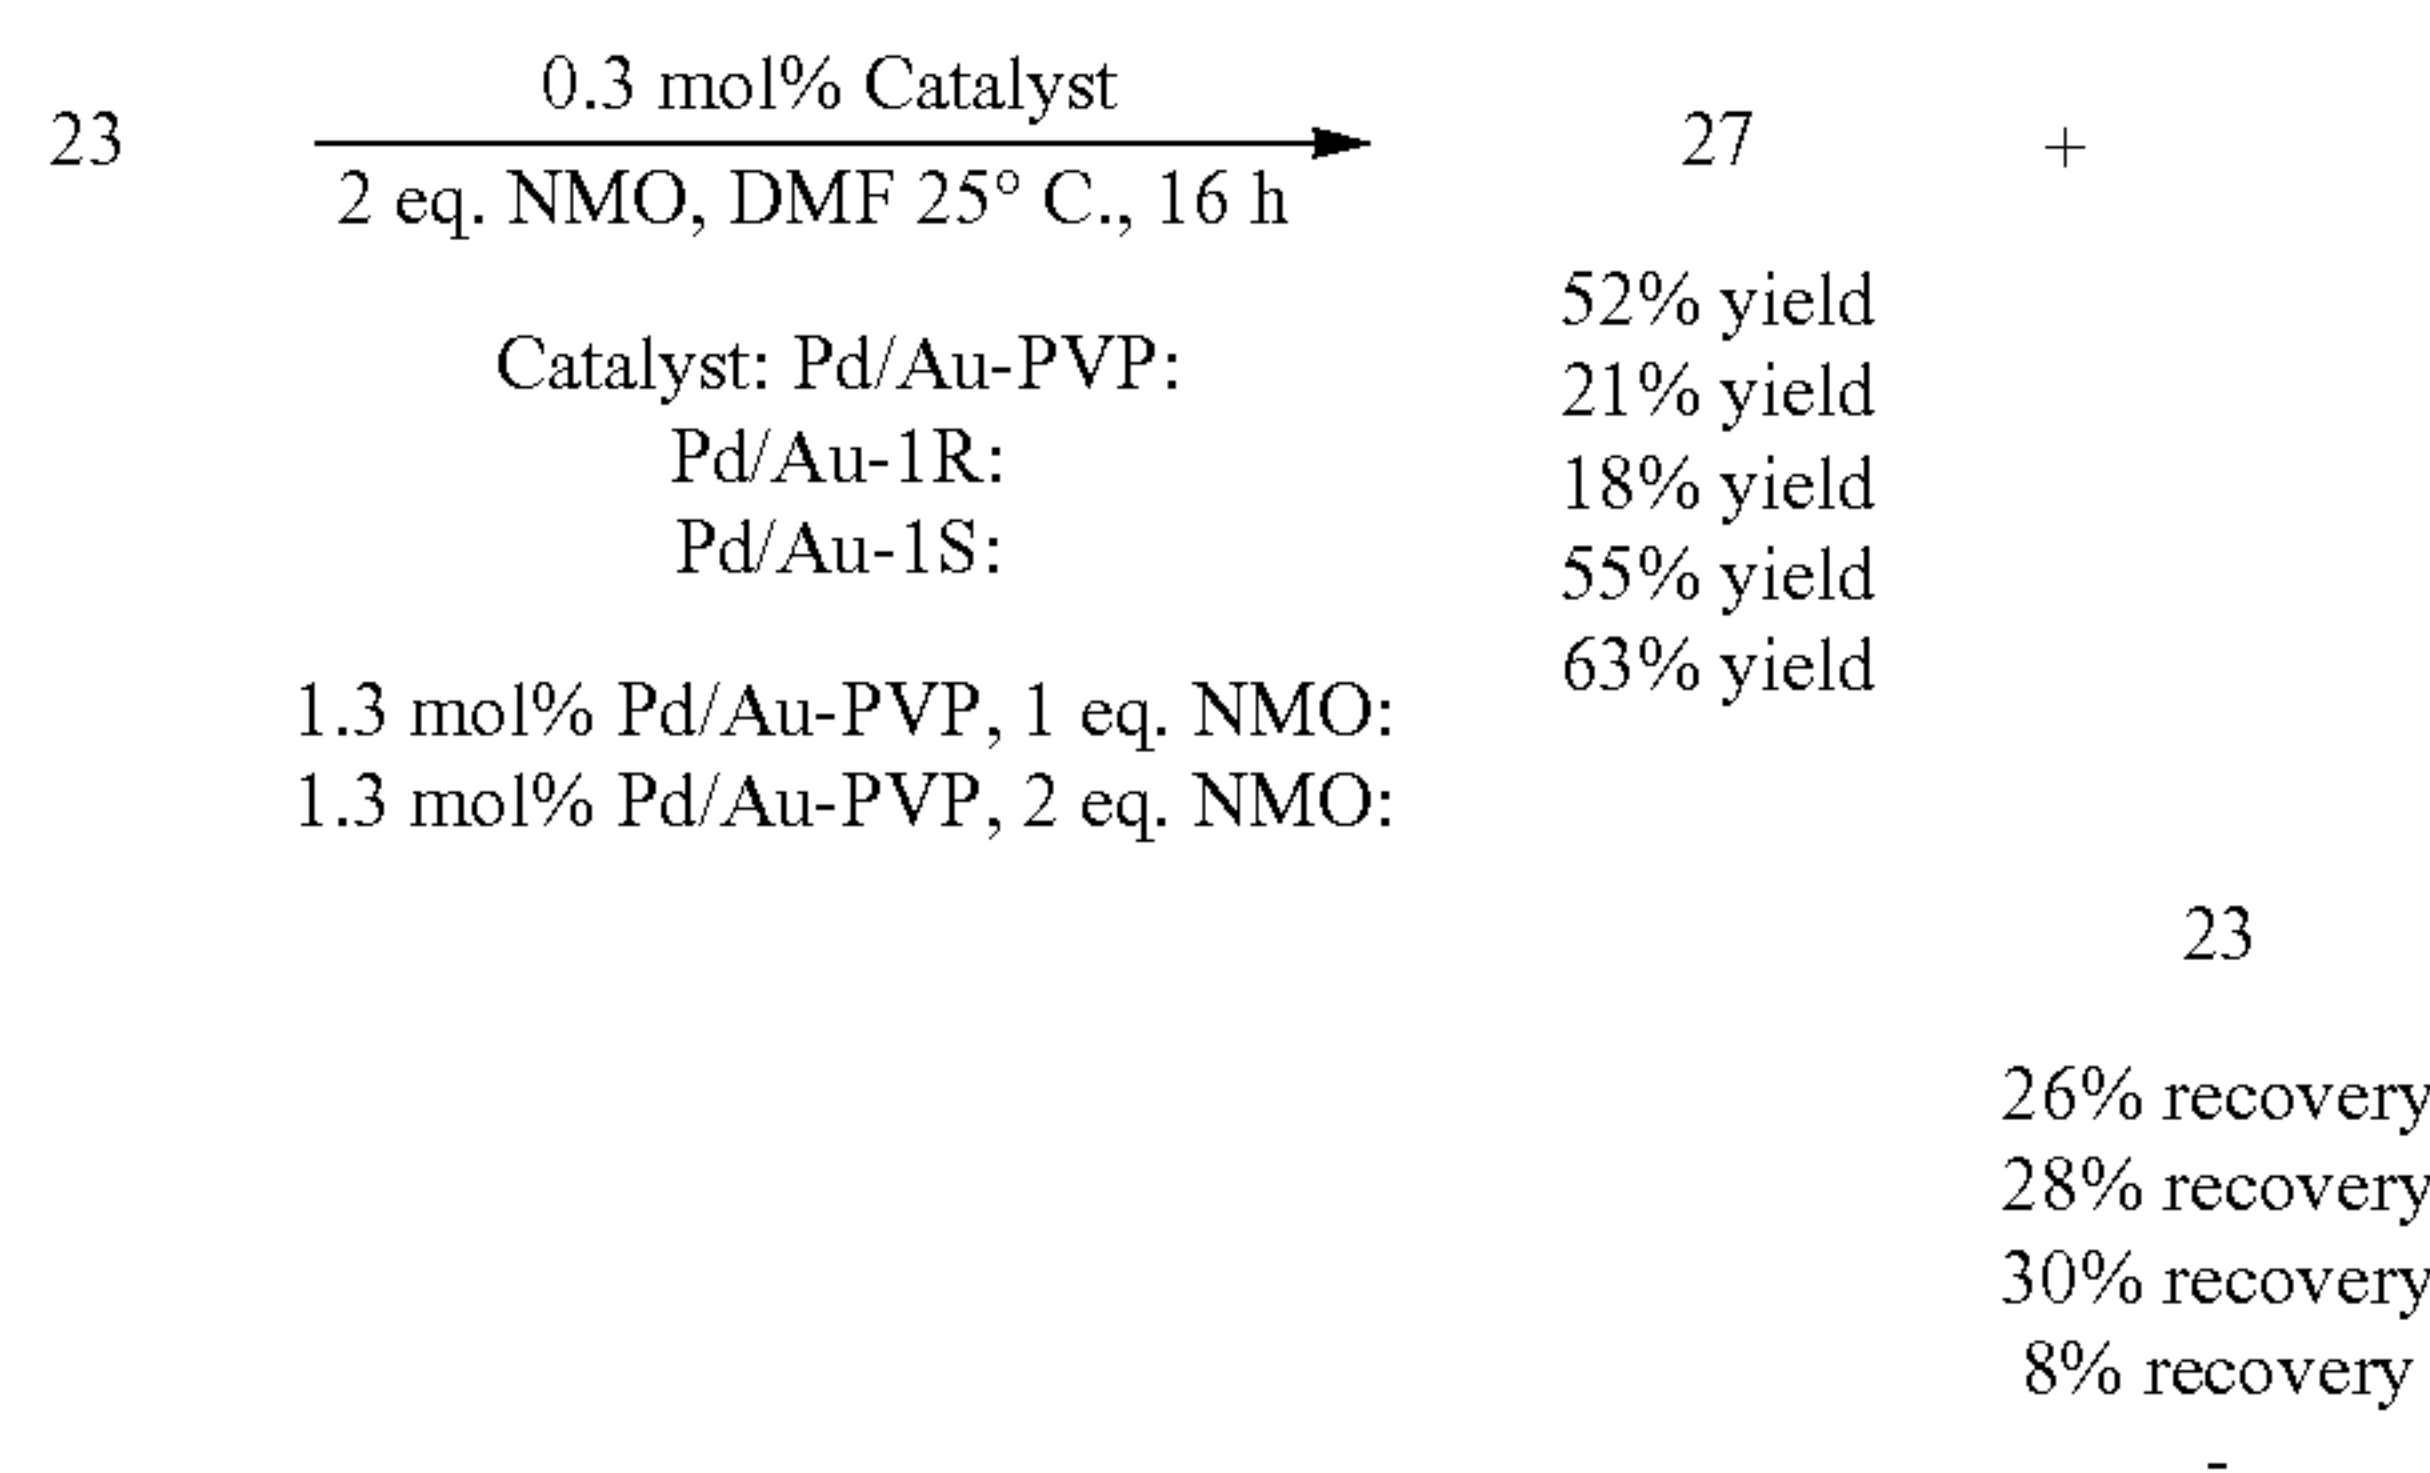 0.3 mol% Catalyst
23
27
+
2 eq. NMO, DMF 25° C., 16 h
52% yield
Catalyst: Pd/Au-PVP:
21% yield
Pd/Au-1R:
18% yield
Pd/Au-1S:
55% yield
63% yield
1.3 mol% Pd/Au-PVP, 1 eq. NMO:
1.3 mol% Pd/Au-PVP, 2 eq. NMO:
23
26% recovery
28% recovery
30% recovery
8% recovery
-